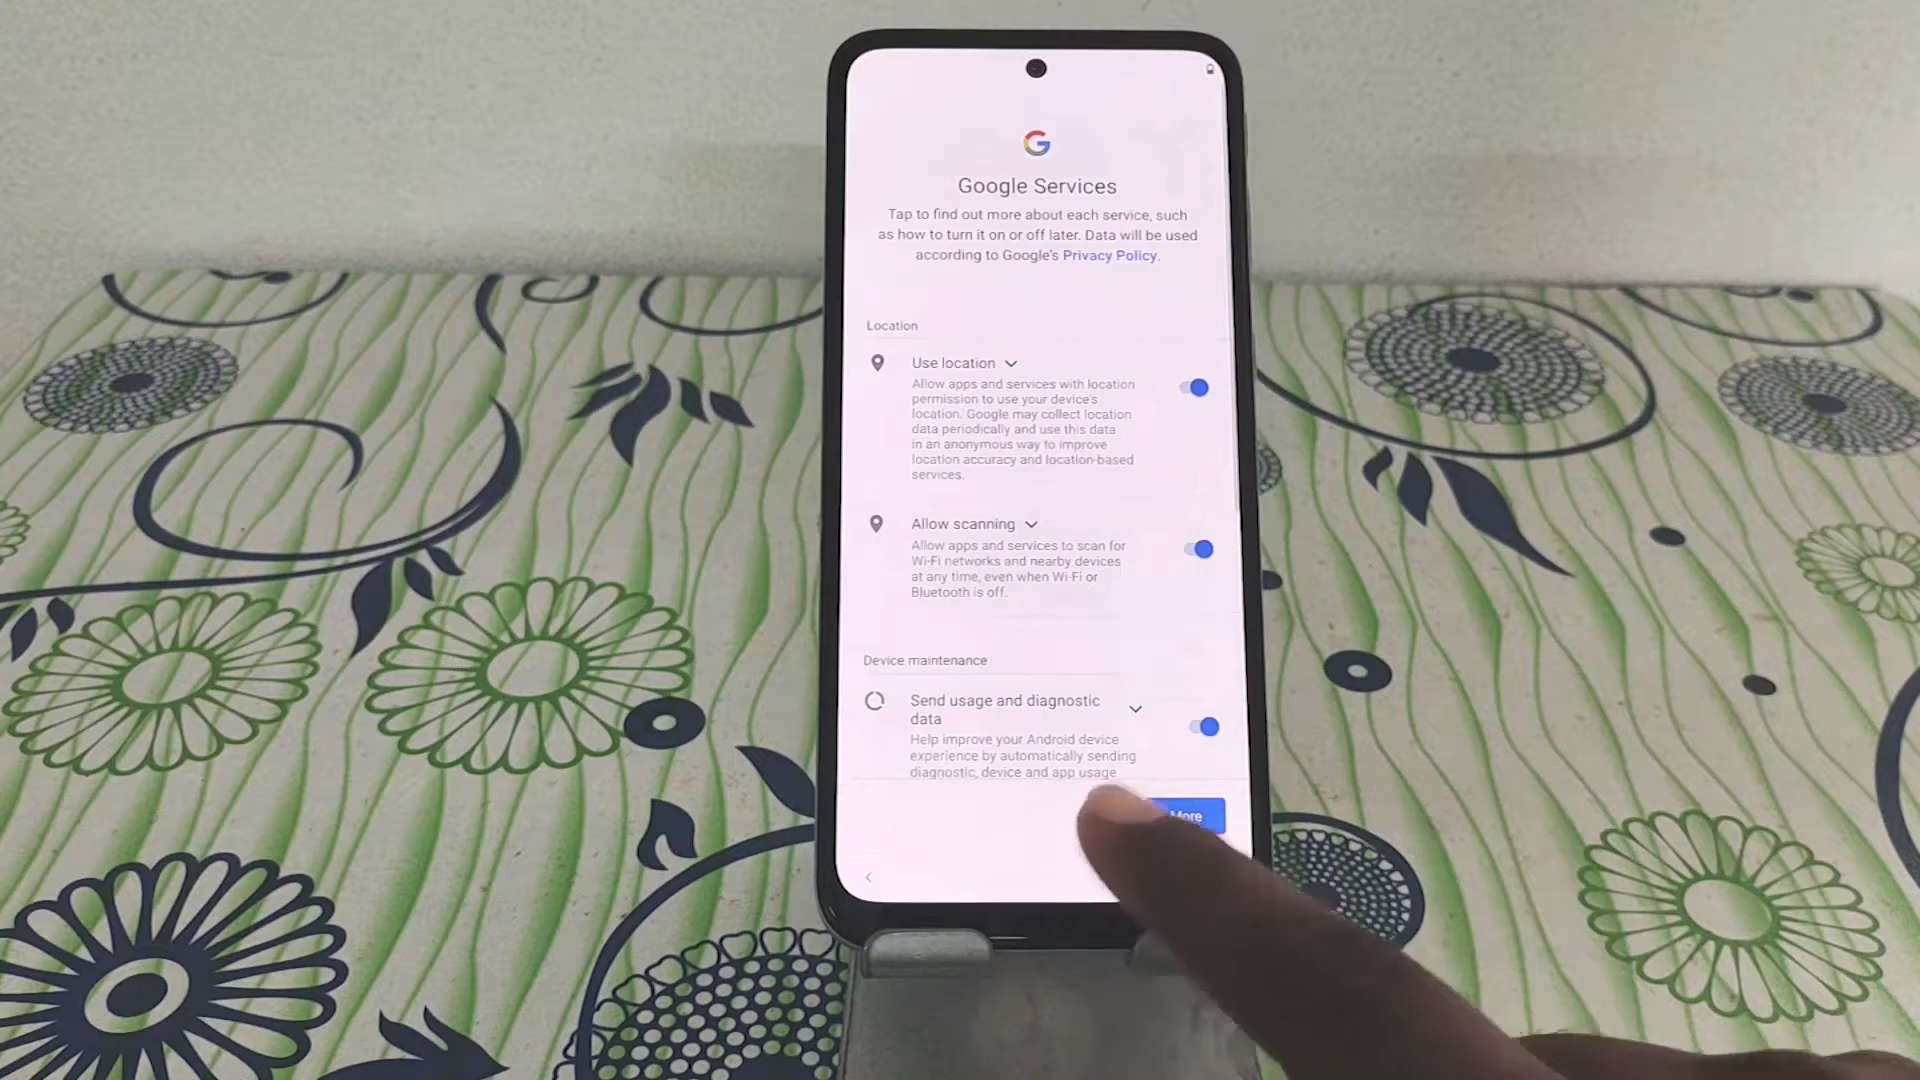 Google Services
Tap to find out more about each service, such
as how to turn it on or off later. Data will be used
according to Google's Privacy Policy.
Location
Use location
Allow apps and services with location
permission to use your device's
location. Google may collect location
data periodically and use this data
in an anonymous way to improve
location accuracy and location-based
services.
Allow scanning
Allow apps and services to scan for
Wi-Fi networks and nearby devices
at any time, even when Wi-Fi or
Bluetooth is off.
Device maintenance
Send usage and diagnostic
data
Help improve your Android device
experience by automatically sending
diagnostic, device and app usage
More